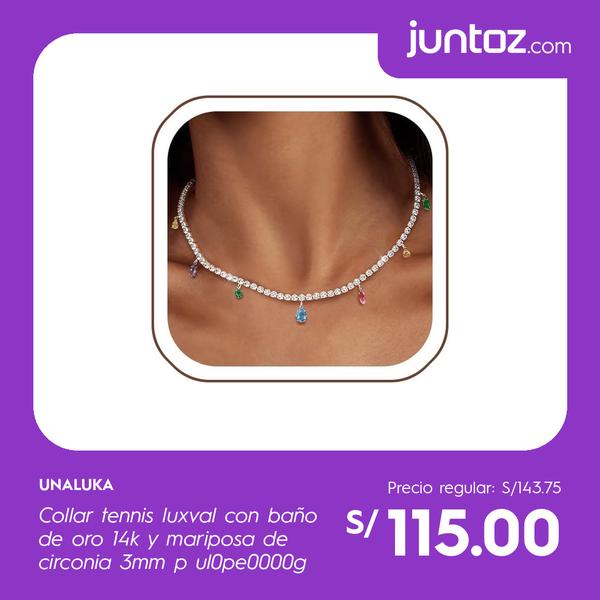 juntoz.com
UNALUKA
Collar tennis luxval con baño
de oro 14k y mariposa de
circonia 3mm p ul0pe0000g
Precio regular: S/143.75
S/115.00